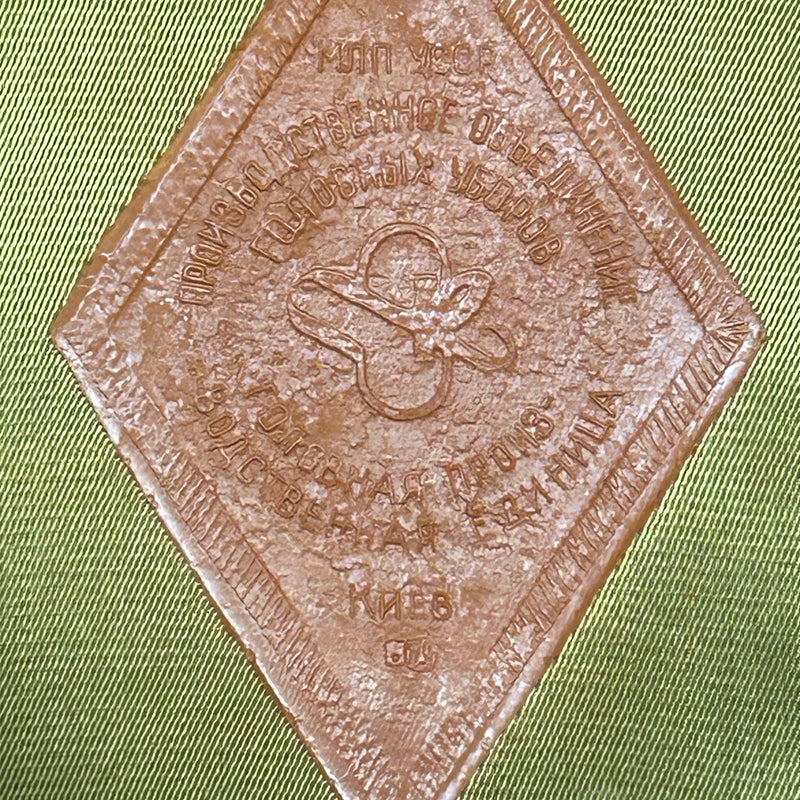 МЛП УССР
ПРОИЗВОДСТВЕННОЕ ОБЪЕДИНЕНИЕ
ГОЛОВНЫХ УБОРОВ
ГОЛОВНАЯ ПРОИЗ-
ВОДСТВЕННАЯ ЕДИНИЦА
КИЕВ